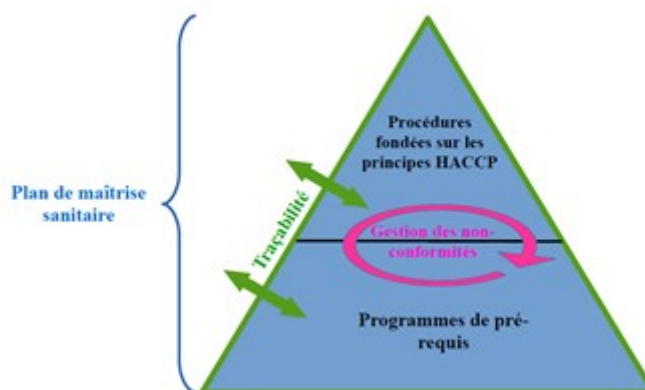 Procédures
fondées sur les
principes HACCP
Plan de maîtrise
sanitaire
Traçabilité
Gestion des non-
conformités
Programmes de pré-
requis